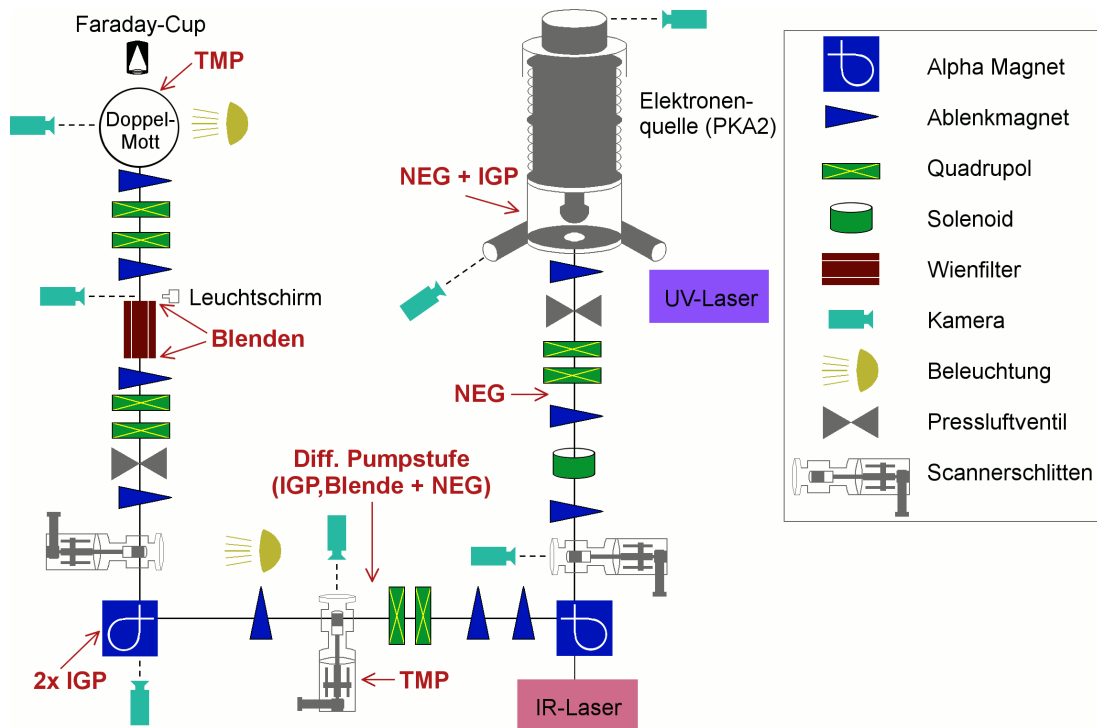 Faraday-Cup
TMP
Doppel-
Mott
Leuchtschirm
Blenden
Diff. Pumpstufe
(IGP,Blende + NEG)
2x IGP
TMP
IR-Laser
NEG
NEG + IGP
UV-Laser
Elektronen-
quelle (PKA2)
Alpha Magnet
Ablenkmagnet
Quadrupol
Solenoid
Wienfilter
Kamera
Beleuchtung
Pressluftventil
Scannerschlitten